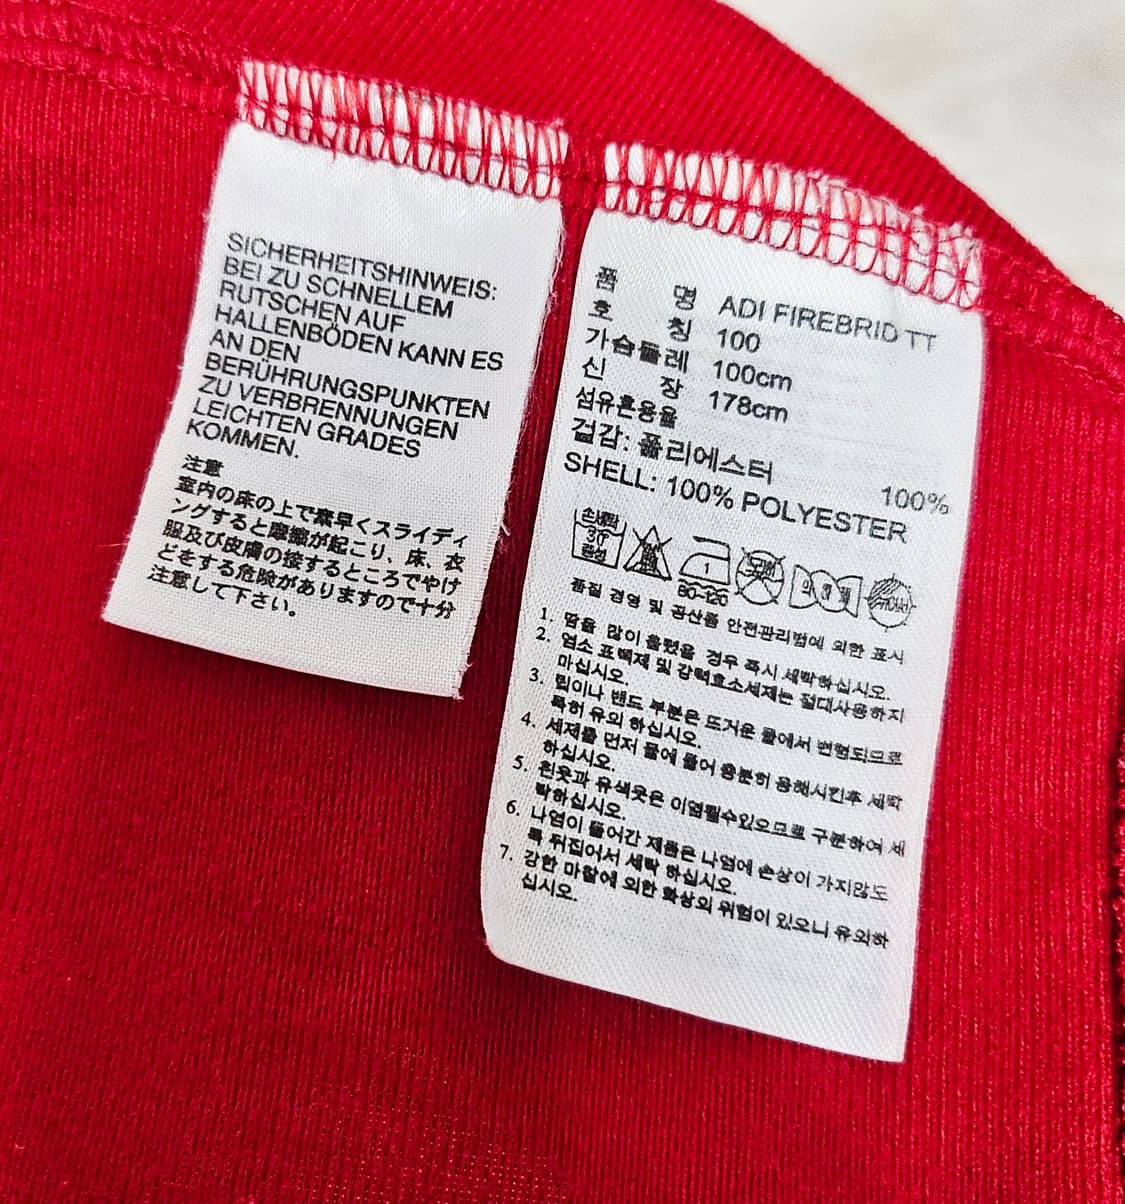 SICHERHEITSHINWEIS:
BEI ZU SCHNELLEM
RUTSCHEN AUF
HALLENBÖDEN KANN ES
AN DEN
BERÜHRUNGSPUNKTEN
ZU VERBRENNUNGEN
LEICHTEN GRADES
KOMMEN.
注意
室内の床の上で素早くスライディ
ングすると摩擦が起こり、床、衣
服及び皮膚の接するところでやけ
どをする危険がありますので十分
注意して下さい。
품 명 ADI FIREBRID TT
호 칭 100
가슴둘레 100cm
신 장 178cm
섬유혼용율
겉감: 폴리에스터 100%
SHELL: 100% POLYESTER
손세탁
30°
중성
1
80~120
품질 경영 및 공산품 안전관리법에 의한 표시
1. 땀을 많이 흘렸을 경우 즉시 세탁하십시오.
2. 염소 표백제 및 강력효소세제는 절대사용하지
마십시오.
3. 립이나 밴드 부분은 뜨거운 물에서 변형되므로
특히 유의 하십시오.
4. 세제를 먼저 물에 풀어 충분히 용해시킨후 세탁
하십시오.
5. 흰옷과 유색옷은 이염될수있으므로 구분하여 세
탁하십시오.
6. 나염이 들어간 제품은 나염에 손상이 가지않도
록 뒤집어서 세탁 하십시오.
7. 강한 마찰에 의한 화상의 위험이 있으니 유의하
십시오.